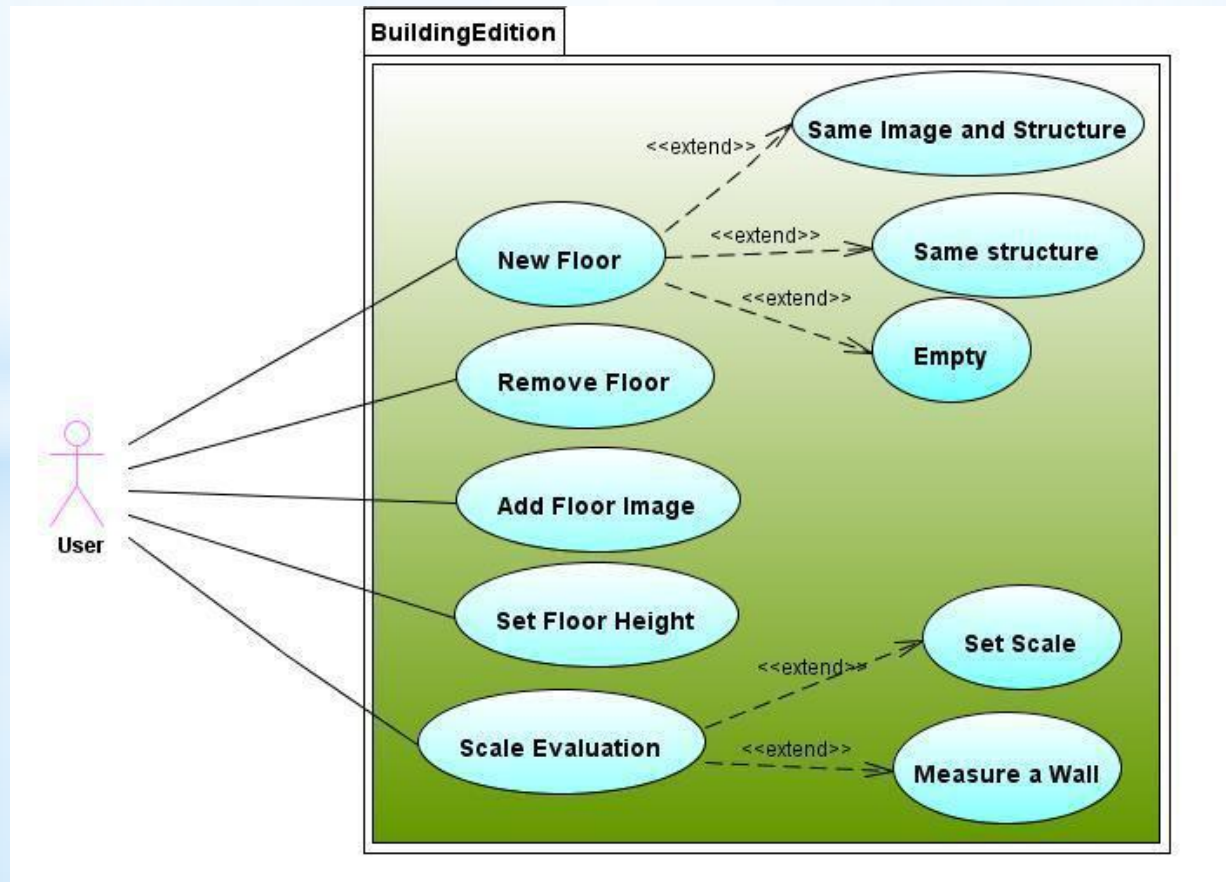 BuildingEdition
Same Image and Structure
<<extend>>
New Floor
<<extend>>
Same structure
<<extend>>
Empty
Remove Floor
Add Floor Image
User
Set Floor Height
Set Scale
<<extend>>
Scale Evaluation
<<extend>>
Measure a Wall